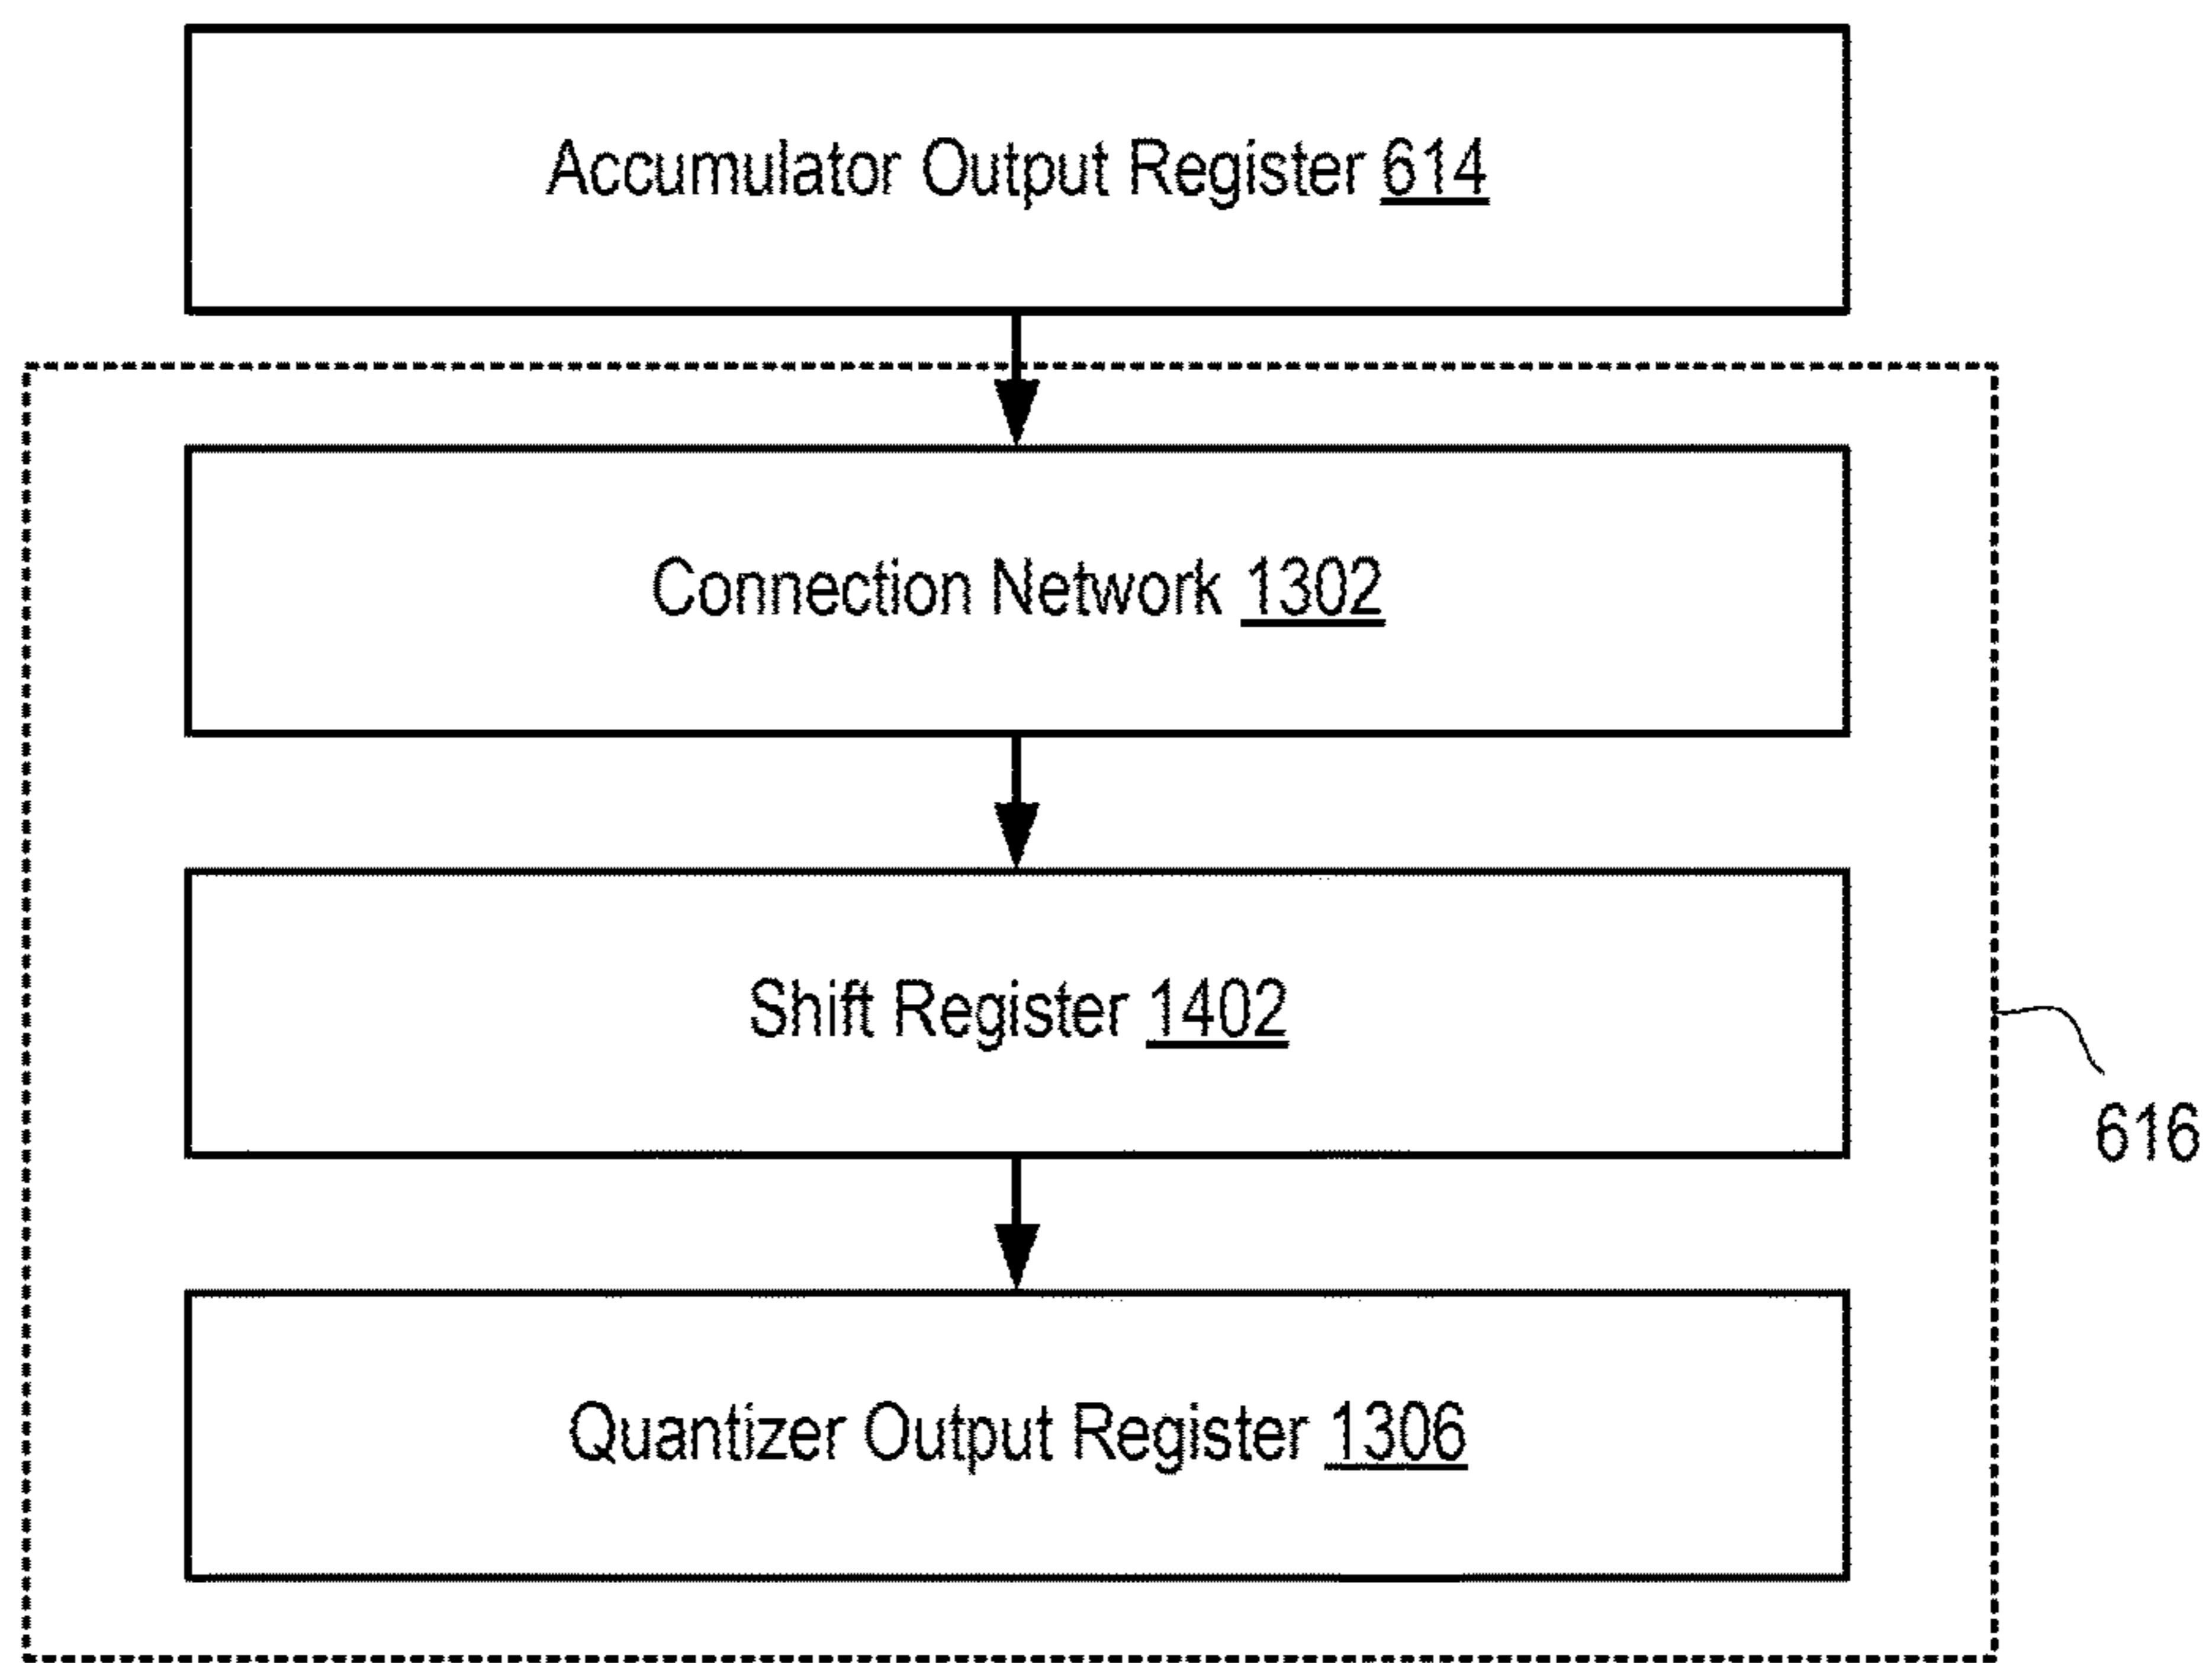 Accumulator Output Register 614
Connection Network 1302
Shift Register 1402
616
Quantizer Output Register 1306